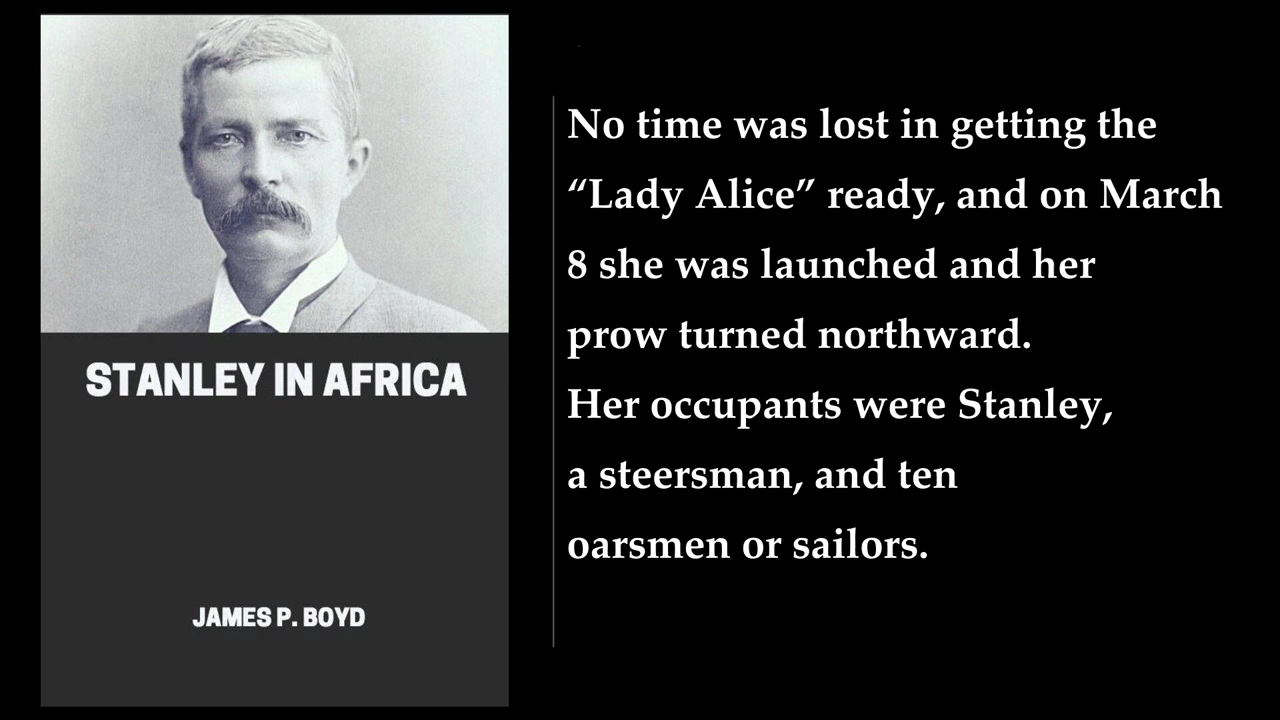 STANLEY IN AFRICA
JAMES P. BOYD
No time was lost in getting the
“Lady Alice” ready, and on March
8 she was launched and her
prow turned northward.
Her occupants were Stanley,
a steersman, and ten
oarsmen or sailors.